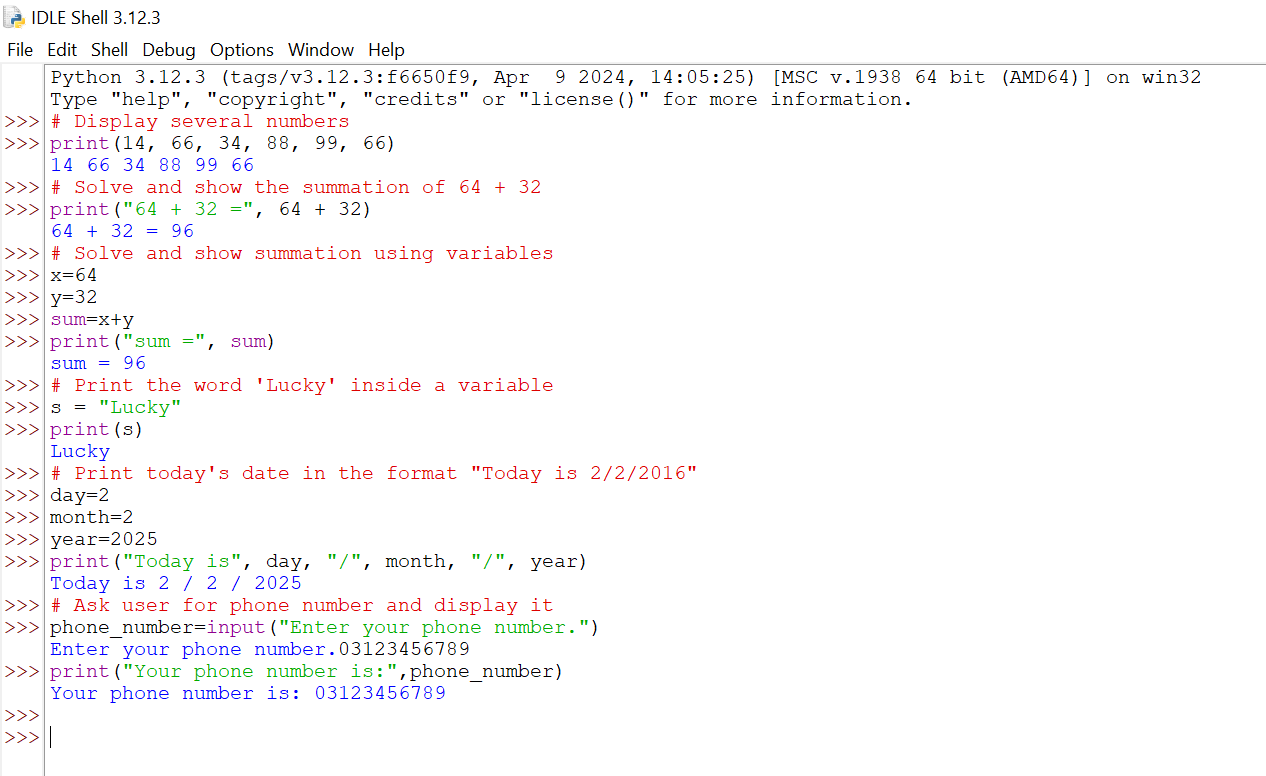 IDLE Shell 3.12.3
File Edit Shell Debug Options Window Help
Python 3.12.3 (tags/v3.12.3:f6650f9, Apr  9 2024, 14:05:25) [MSC v.1938 64 bit (AMD64)] on win32
Type "help", "copyright", "credits" or "license()" for more information.
>>> # Display several numbers
>>> print(14, 66, 34, 88, 99, 66)
14 66 34 88 99 66
>>> # Solve and show the summation of 64 + 32
>>> print("64 + 32 =", 64 + 32)
64 + 32 = 96
>>> # Solve and show summation using variables
>>> x=64
>>> y=32
>>> sum=x+y
>>> print("sum =", sum)
sum = 96
>>> # Print the word 'Lucky' inside a variable
>>> s = "Lucky"
>>> print(s)
Lucky
>>> # Print today's date in the format "Today is 2/2/2016"
>>> day=2
>>> month=2
>>> year=2025
>>> print("Today is", day, "/", month, "/", year)
Today is 2 / 2 / 2025
>>> # Ask user for phone number and display it
>>> phone_number=input("Enter your phone number.")
Enter your phone number.03123456789
>>> print("Your phone number is:",phone_number)
Your phone number is: 03123456789
>>>
>>>